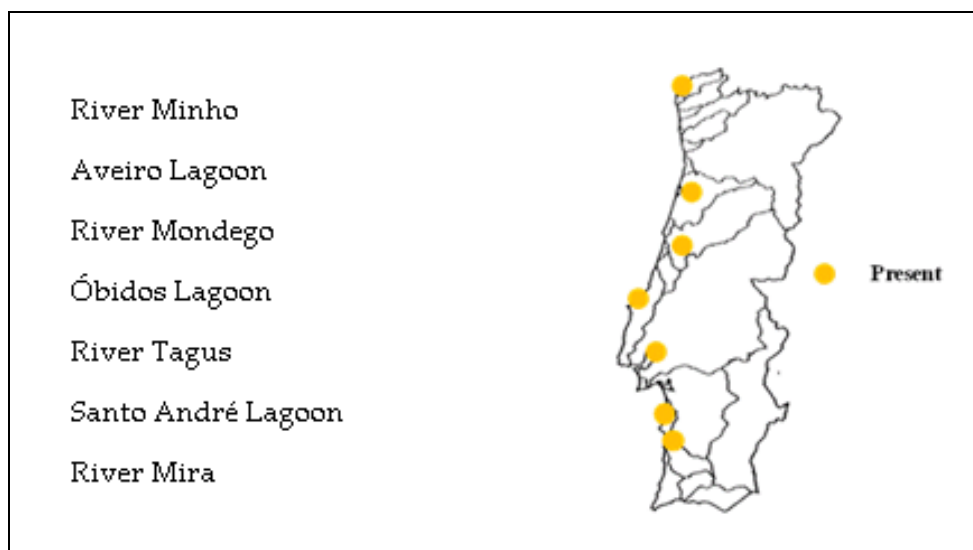 River Minho
Aveiro Lagoon
River Mondego
Óbidos Lagoon
Present
River Tagus
Santo André Lagoon
River Mira